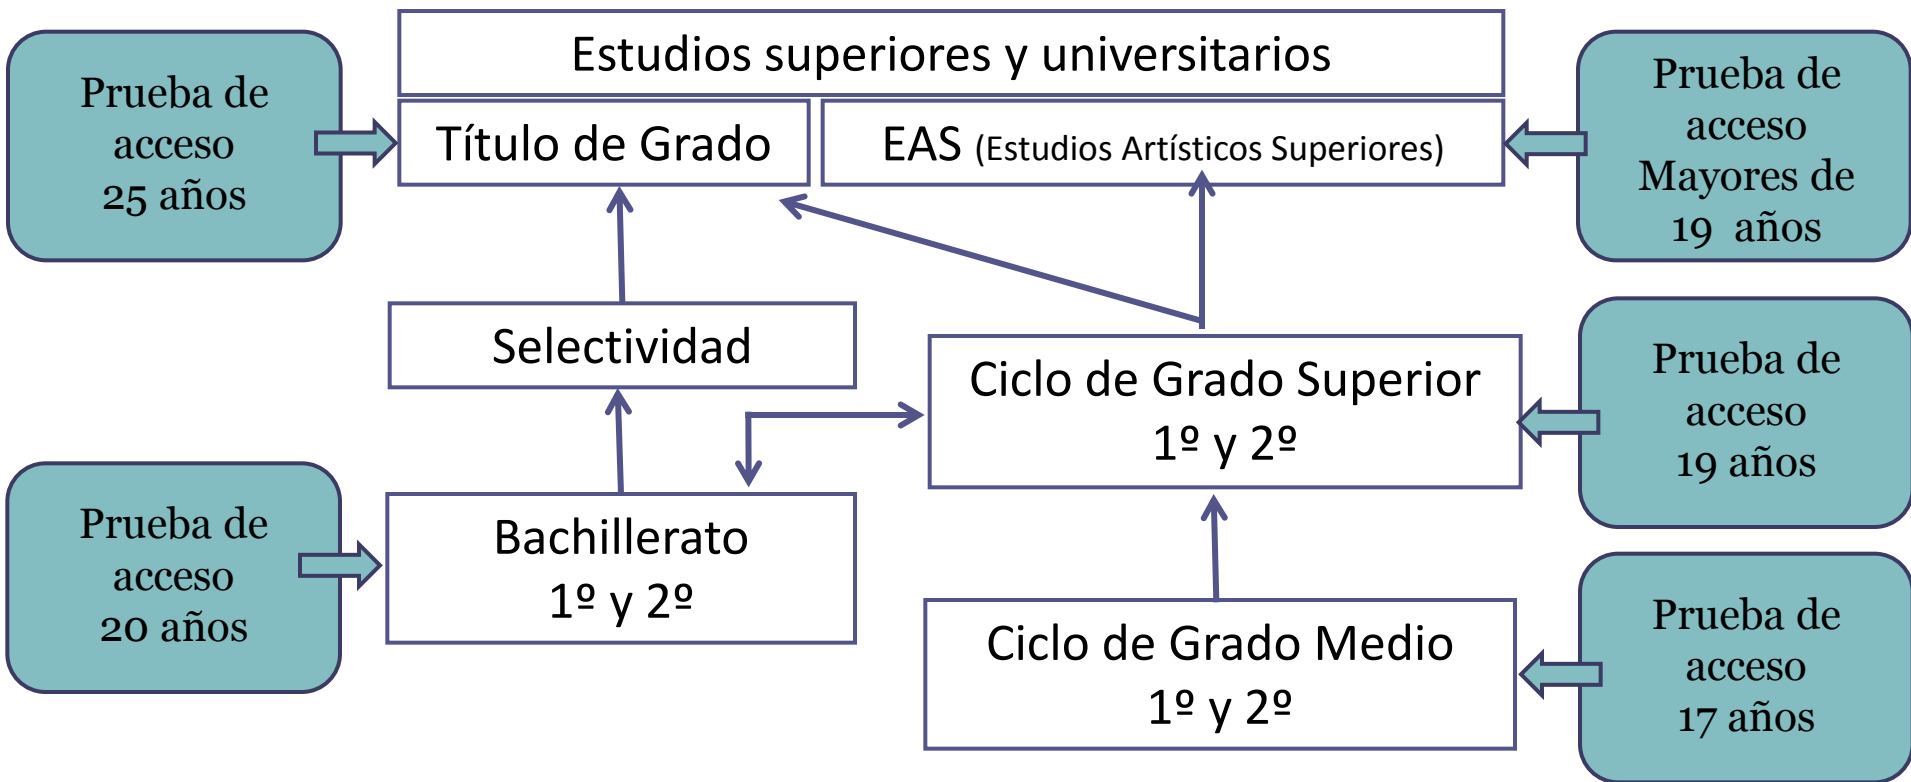 Estudios superiores y universitarios
Prueba de
acceso
25 años
Título de Grado
EAS (Estudios Artísticos Superiores)
Prueba de
acceso
Mayores de
19 años
Selectividad
Ciclo de Grado Superior
1º y 2º
Prueba de
acceso
19 años
Prueba de
acceso
20 años
Bachillerato
1º y 2º
Ciclo de Grado Medio
1º y 2º
Prueba de
acceso
17 años